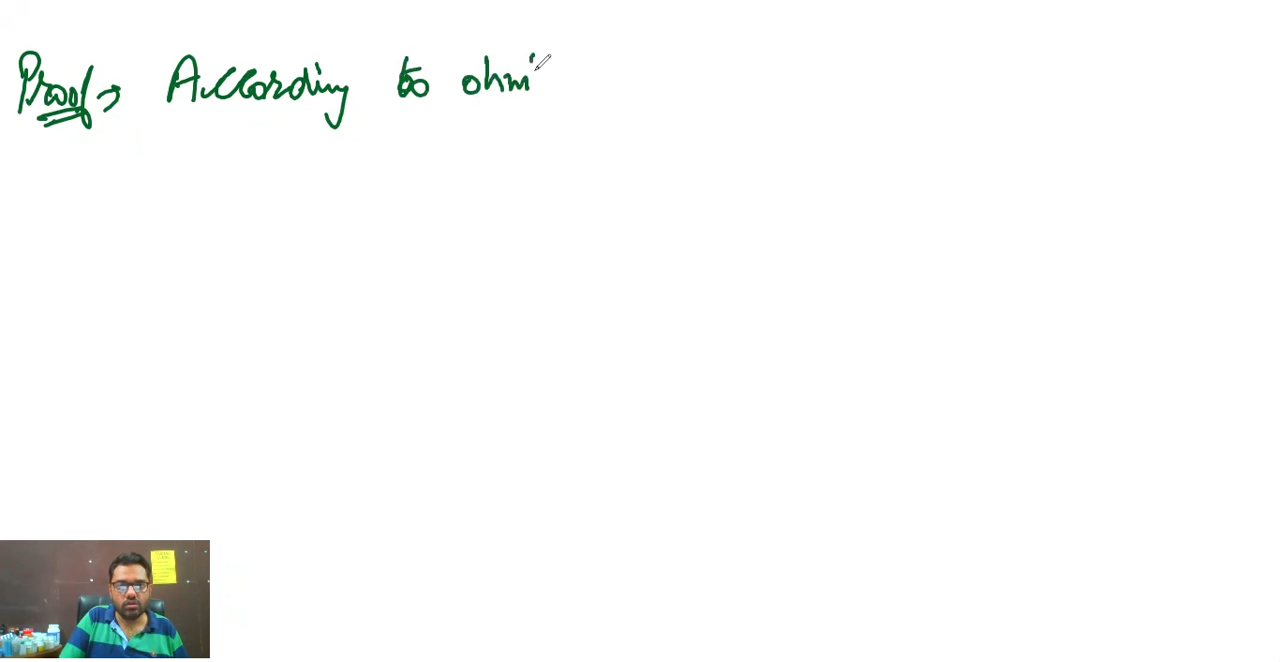 Proof → According to ohm'